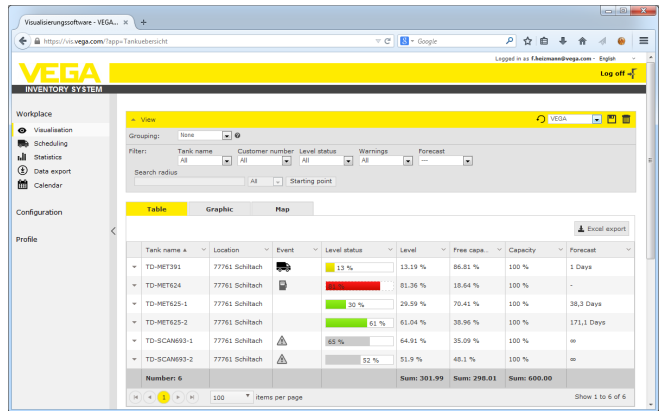 Visualisierungssoftware - VEGA...
https://vis.vega.com/?app=Tankuebersicht
Google
Logged in as f.heizmann@vega.com - English
VEGA
Log off
INVENTORY SYSTEM
Workplace
Visualisation
Scheduling
Statistics
Data export
Calendar
Configuration
Profile
View
VEGA
Grouping: None
Filter: Tank name Customer number Level status Warnings Forecast
All All All All ---
Search radius
All Starting point
Table Graphic Map
Excel export
Tank name Location Event Level status Level Free capa... Capacity Forecast
TD-MET391 77761 Schiltach 13 % 13.19 % 86.81 % 100 % 1 Days
TD-MET624 77761 Schiltach 81.36 % 18.64 % 100 % -
TD-MET625-1 77761 Schiltach 30 % 29.59 % 70.41 % 100 % 38,3 Days
TD-MET625-2 77761 Schiltach 61 % 61.04 % 38.96 % 100 % 171,1 Days
TD-SCAN693-1 77761 Schiltach 65 % 64.91 % 35.09 % 100 % ∞
TD-SCAN693-2 77761 Schiltach 52 % 51.9 % 48.1 % 100 % ∞
Number: 6 Sum: 301.99 Sum: 298.01 Sum: 600.00
1 100 items per page Show 1 to 6 of 6